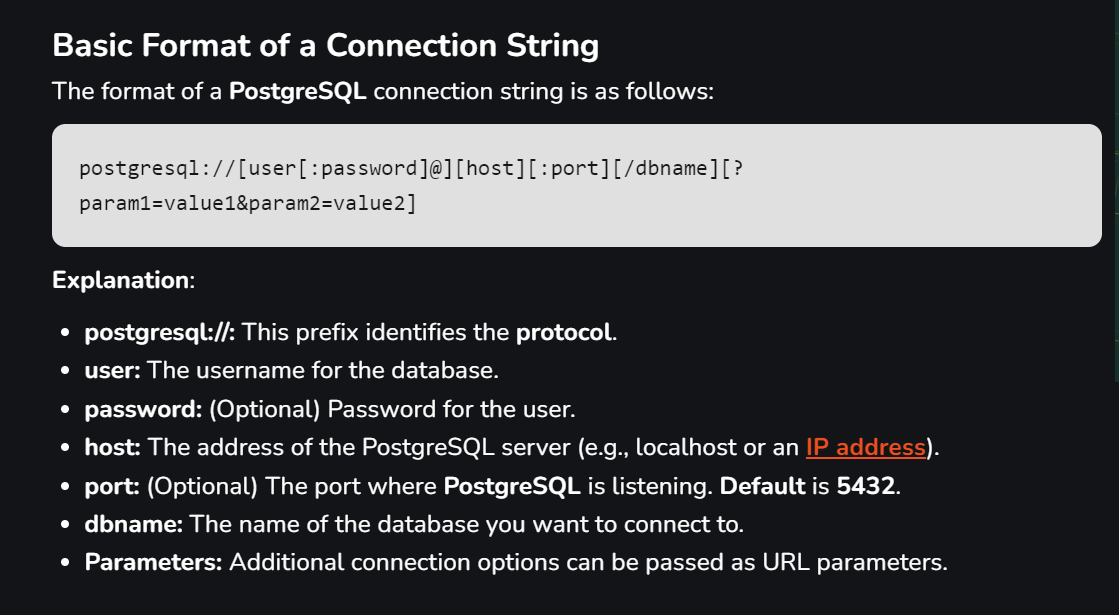 Basic Format of a Connection String
The format of a PostgreSQL connection string is as follows:
postgresql://[user[:password]@][host][:port][/dbname][?
param1=value1&param2=value2]
Explanation:
• postgresql://: This prefix identifies the protocol.
• user: The username for the database.
• password: (Optional) Password for the user.
• host: The address of the PostgreSQL server (e.g., localhost or an IP address).
• port: (Optional) The port where PostgreSQL is listening. Default is 5432.
• dbname: The name of the database you want to connect to.
• Parameters: Additional connection options can be passed as URL parameters.